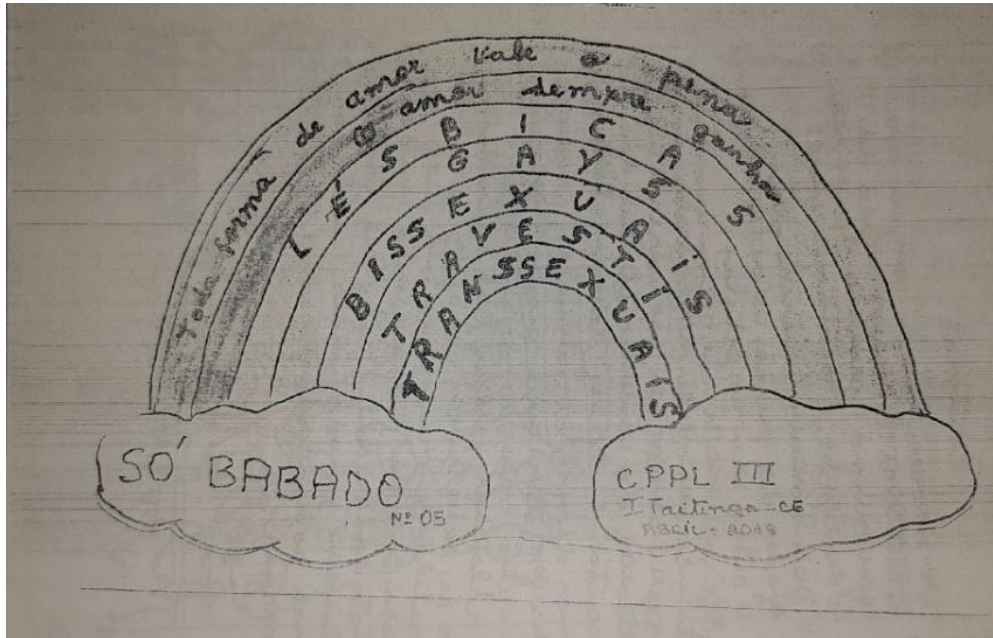 Toda forma de amor vale a pena
O amor sempre ganha
LÉSBICAS
GAYS
BISSEXUAIS
TRAVESTIS
TRANSSEXUAIS
SÓ BABADO
Nº 05
CPPL III
Itaitinga-CE
ABRIL - 2018